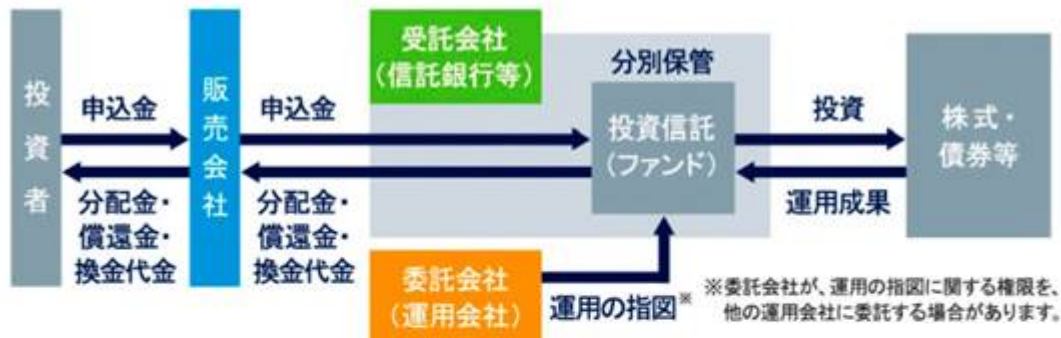 投資者
申込金
分配金・
償還金・
換金代金
販売会社
申込金
分配金・
償還金・
換金代金
受託会社
(信託銀行等)
分別保管
投資信託
(ファンド)
委託会社
(運用会社)
運用の指図※
投資
運用成果
株式・
債券等
※委託会社が、運用の指図に関する権限を、
他の運用会社に委託する場合があります。